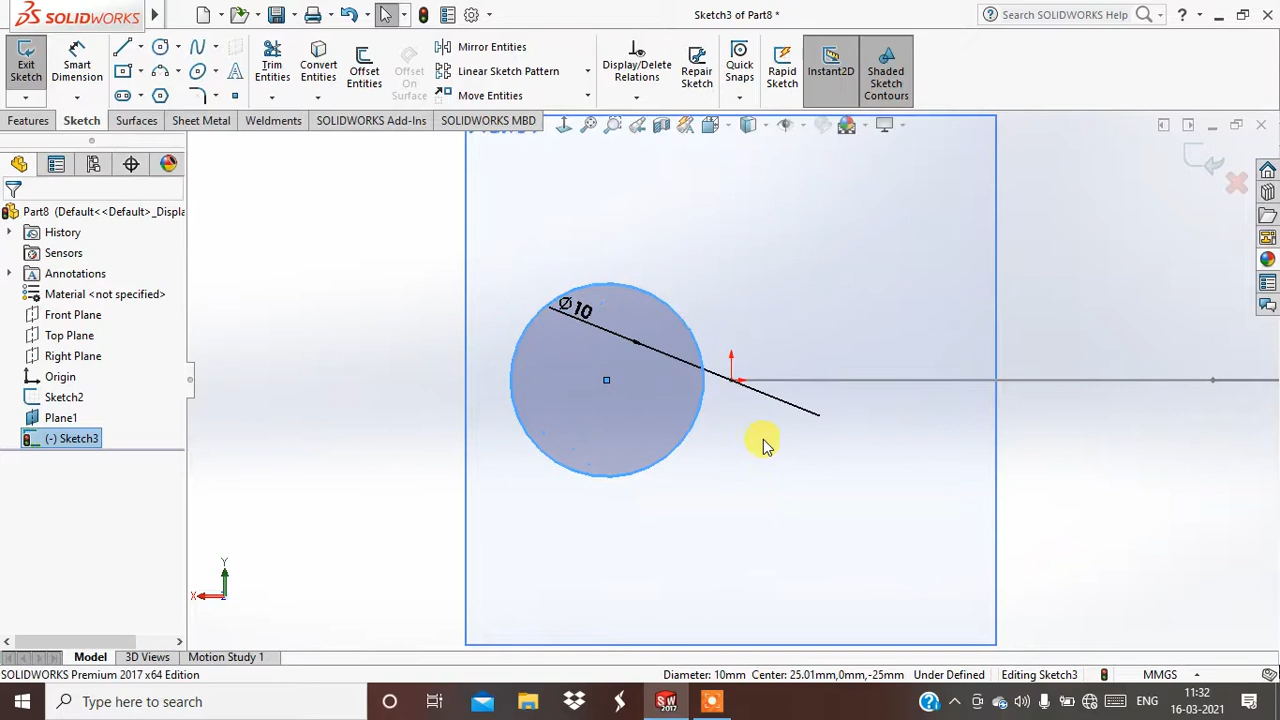 SOLIDWORKS
Sketch3 of Part8 *
Search SOLIDWORKS Help
?
Exit Sketch
Smart Dimension
Trim Entities
Convert Entities
Offset Entities
Offset On Surface
Mirror Entities
Linear Sketch Pattern
Move Entities
Display/Delete Relations
Repair Sketch
Quick Snaps
Rapid Sketch
Instant2D
Shaded Sketch Contours
Features
Sketch
Surfaces
Sheet Metal
Weldments
SOLIDWORKS Add-Ins
SOLIDWORKS MBD
Part8 (Default<<Default>_Displa
History
Sensors
Annotations
Material <not specified>
Front Plane
Top Plane
Right Plane
Origin
Sketch2
Plane1
(-) Sketch3
Ø10
Y
X
Model
3D Views
Motion Study 1
SOLIDWORKS Premium 2017 x64 Edition
Diameter: 10mm Center: 25.01mm,0mm,-25mm Under Defined
Editing Sketch3
MMGS
Type here to search
SW
2017
ENG
11:32
16-03-2021